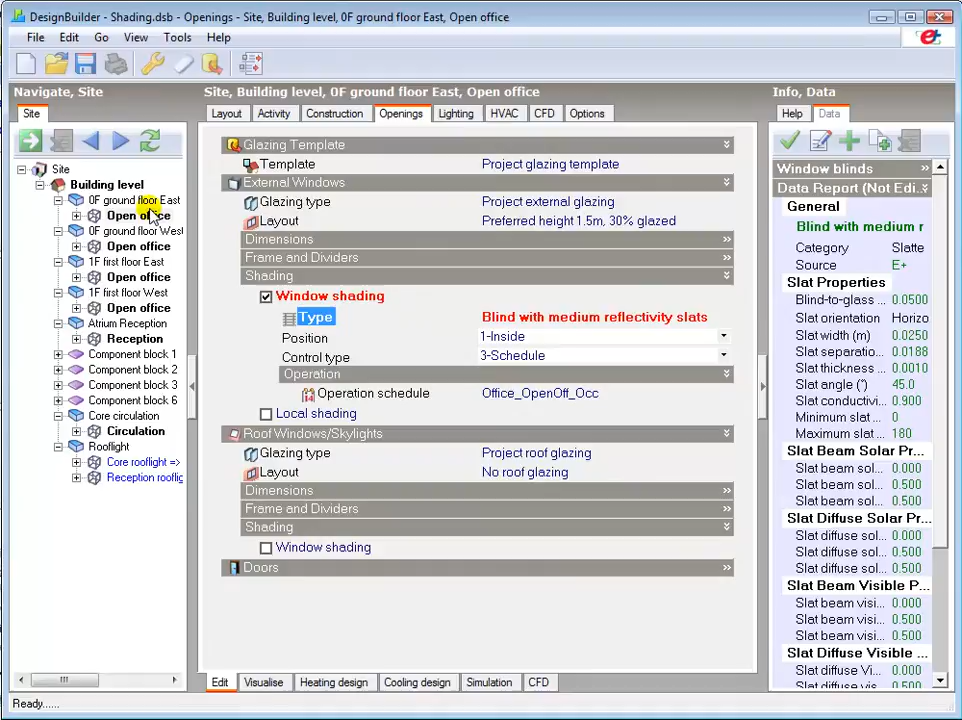 DesignBuilder - Shading.dsb - Openings - Site, Building level, 0F ground floor East, Open office
File Edit Go View Tools Help
Navigate, Site
Site, Building level, 0F ground floor East, Open office
Info, Data
Site
Layout Activity Construction Openings Lighting HVAC CFD Options
Help Data
Site
Building level
0F ground floor East
Open office
0F ground floor West
Open office
1F first floor East
Open office
1F first floor West
Open office
Atrium Reception
Reception
Component block 1
Component block 2
Component block 3
Component block 6
Core circulation
Circulation
Rooflight
Core rooflight =>
Reception rooflig
Glazing Template
Template Project glazing template
External Windows
Glazing type Project external glazing
Layout Preferred height 1.5m, 30% glazed
Dimensions
Frame and Dividers
Shading
Window shading
Type Blind with medium reflectivity slats
Position 1-Inside
Control type 3-Schedule
Operation
Operation schedule Office_OpenOff_Occ
Local shading
Roof Windows/Skylights
Glazing type Project roof glazing
Layout No roof glazing
Dimensions
Frame and Dividers
Shading
Window shading
Doors
Window blinds
Data Report (Not Edi..
General
Blind with medium r
Category Slatte
Source E+
Slat Properties
Blind-to-glass ... 0.0500
Slat orientation Horizo
Slat width (m) 0.0250
Slat separatio... 0.0188
Slat thickness ... 0.0010
Slat angle (°) 45.0
Slat conductivi... 0.900
Minimum slat ... 0
Maximum slat ... 180
Slat Beam Solar Pr...
Slat beam sol... 0.000
Slat beam sol... 0.500
Slat beam sol... 0.500
Slat Diffuse Solar Pr...
Slat diffuse sol... 0.000
Slat diffuse sol... 0.500
Slat diffuse sol... 0.500
Slat Beam Visible P...
Slat beam visi... 0.000
Slat beam visi... 0.500
Slat beam visi... 0.500
Slat Diffuse Visible ...
Slat diffuse Vi... 0.000
Slat diffuse vis... 0.500
Edit Visualise Heating design Cooling design Simulation CFD
Ready......